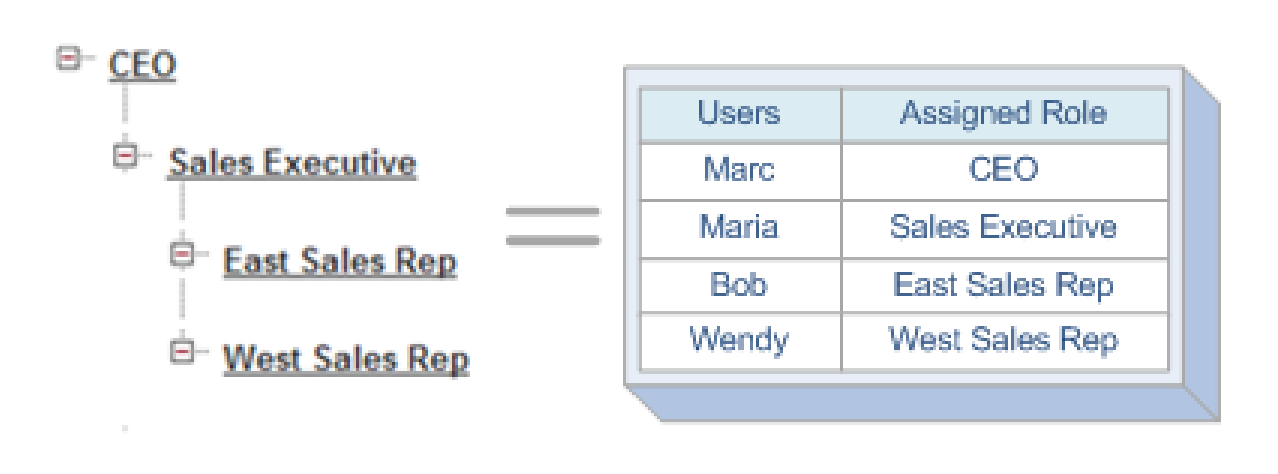 CEO
Sales Executive
East Sales Rep
West Sales Rep
Users Assigned Role
Marc CEO
Maria Sales Executive
Bob East Sales Rep
Wendy West Sales Rep